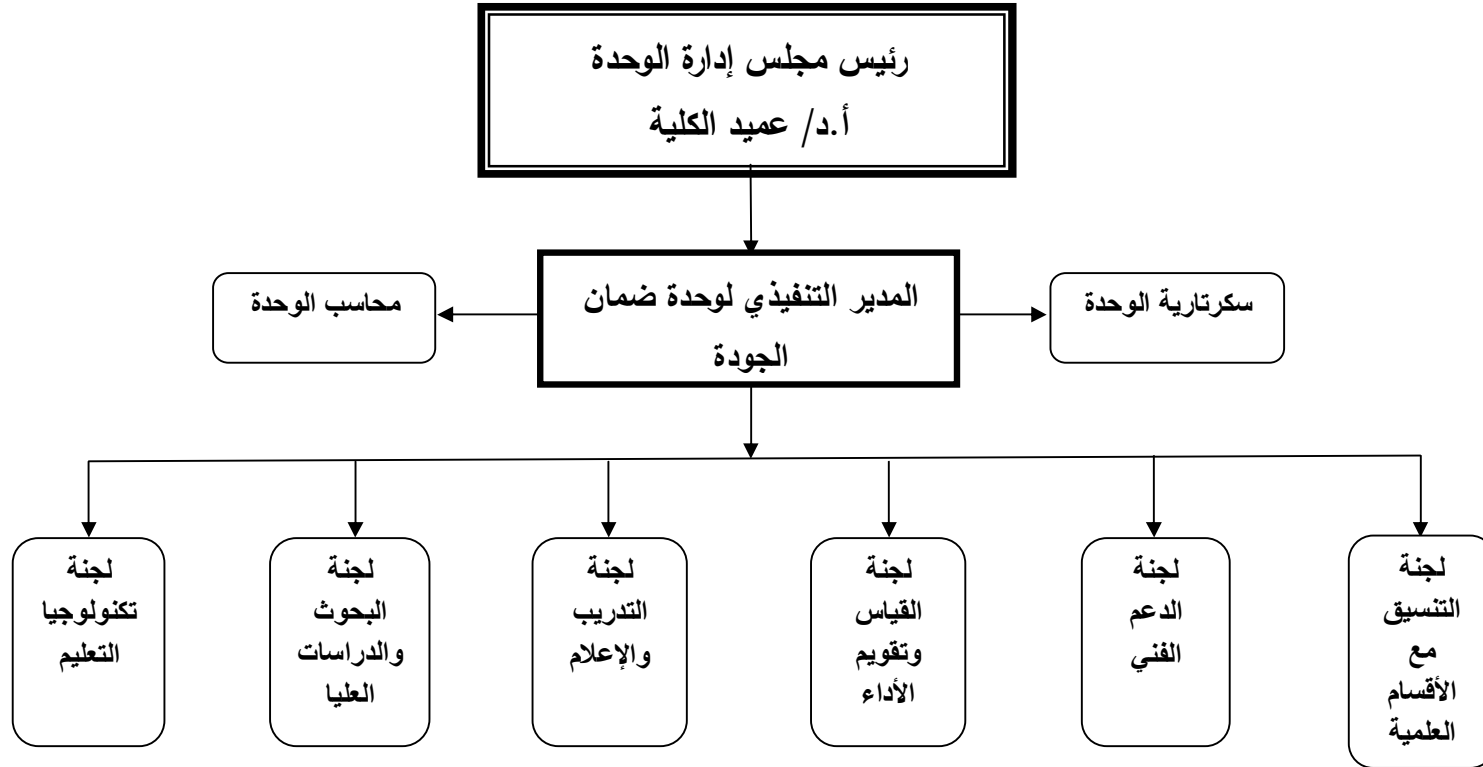 رئيس مجلس إدارة الوحدة
أ.د/ عميد الكلية
سكرتارية الوحدة
المدير التنفيذي لوحدة ضمان
الجودة
محاسب الوحدة
لجنة
التنسيق
مع
الأقسام
العلمية
لجنة
الدعم
الفني
لجنة
القياس
وتقويم
الأداء
لجنة
التدريب
والإعلام
لجنة
البحوث
والدراسات
العليا
لجنة
تكنولوجيا
التعليم